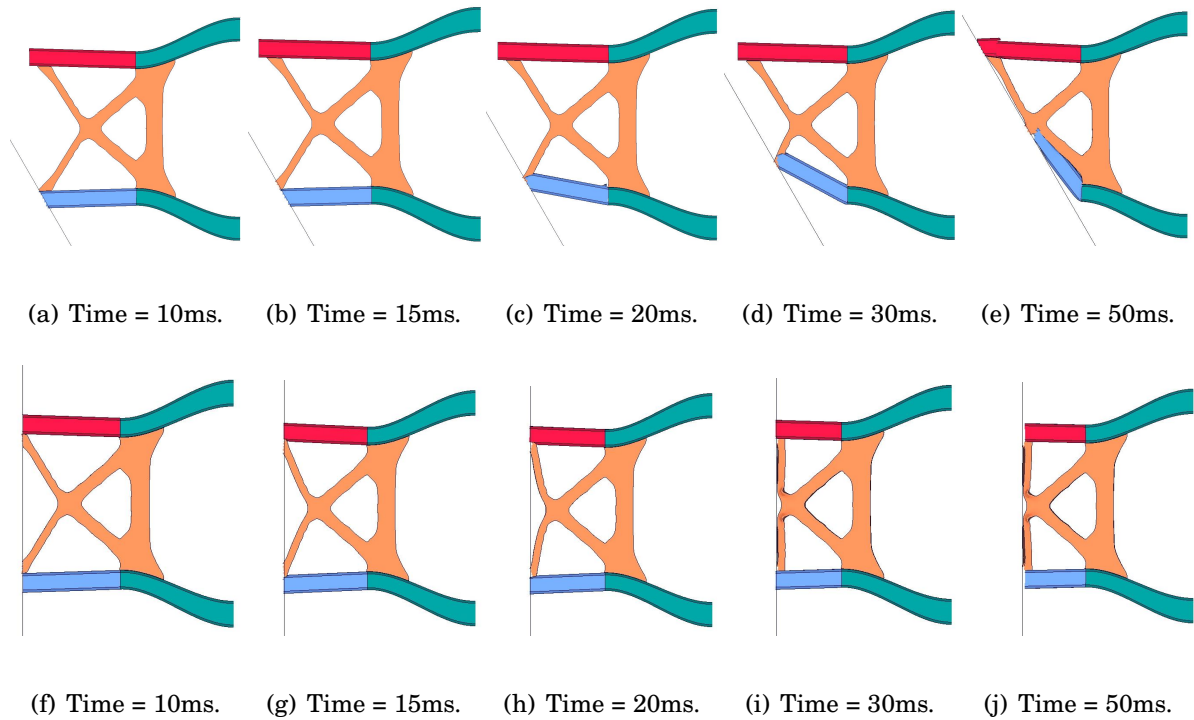 (a) Time = 10ms. (b) Time = 15ms. (c) Time = 20ms. (d) Time = 30ms. (e) Time = 50ms.
(f) Time = 10ms. (g) Time = 15ms. (h) Time = 20ms. (i) Time = 30ms. (j) Time = 50ms.